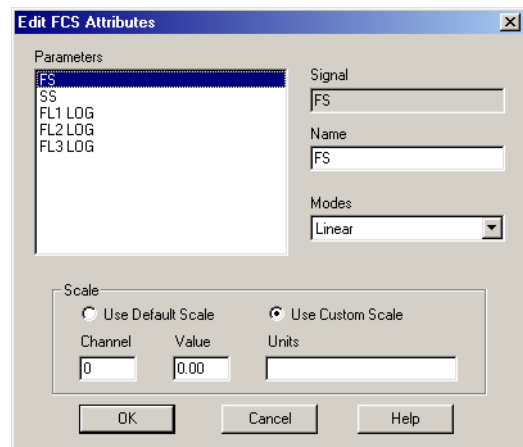 Edit FCS Attributes
Parameters
FS
SS
FL1 LOG
FL2 LOG
FL3 LOG
Signal
FS
Name
FS
Modes
Linear
Scale
Use Default Scale
Use Custom Scale
Channel Value Units
0 0.00
OK Cancel Help